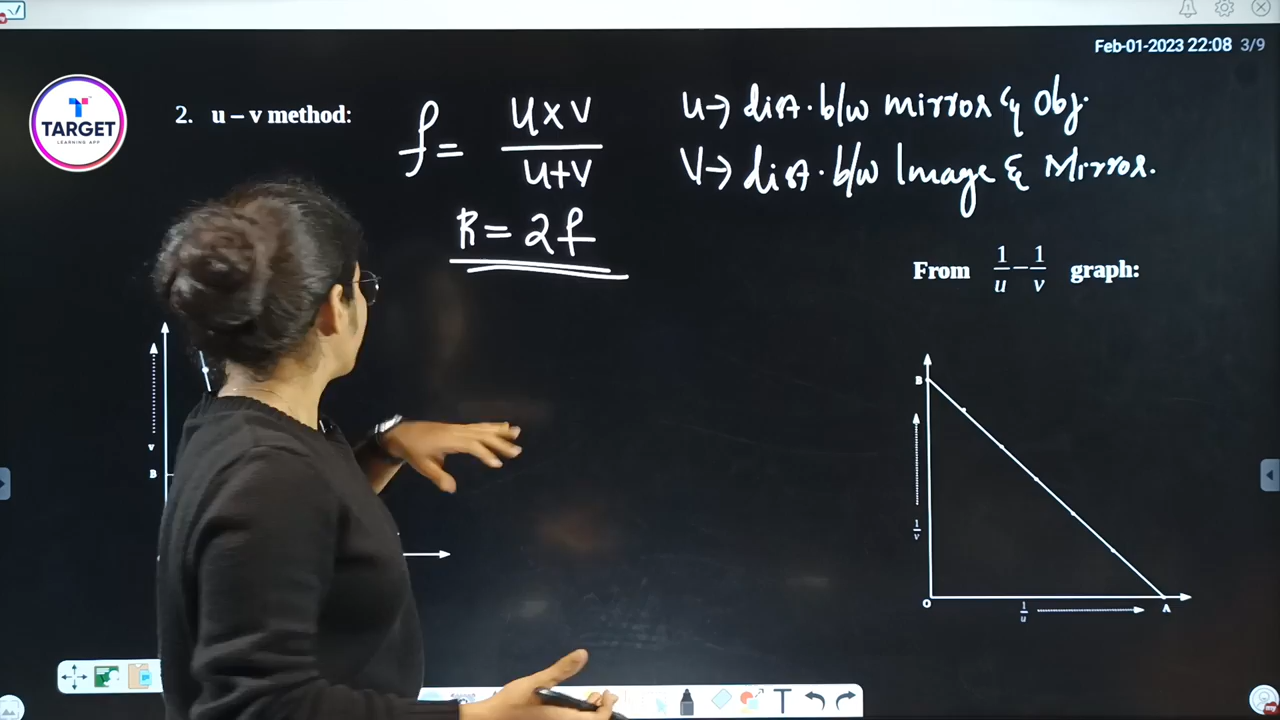 Feb-01-2023 22:08 3/9
TARGET
LEARNING APP
2. u – v method:
f = u×v / u+v
u→ dist. b/w mirror & Obj.
v→ dist. b/w Image & Mirror.
R = 2f
From 1/u – 1/v graph:
v
B
B
1/v
O
1/u
A
T